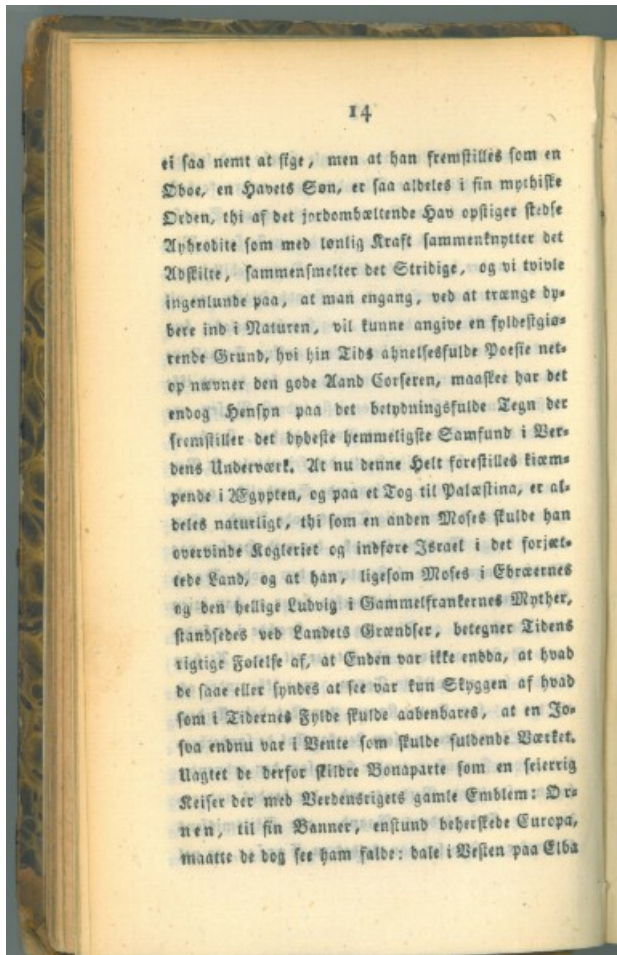 14
ei saa nemt at sige, men at han fremstilles som en
Øboe, en Havets Søn, er saa aldeles i sin mythiske
Orden, thi af det jordombæltende Hav opstiger stedse
Aphrodite som med lønlig Kraft sammenknytter det
Adskilte, sammensmelter det Stridige, og vi tvivle
ingenlunde paa, at man engang, ved at trænge dy-
bere ind i Naturen, vil kunne angive en fyldestgiø-
rende Grund, hvi hin Tids ahnelsesfulde Poesie net-
op nævner den gode Aand Corseren, maaskee har det
endog Hensyn paa det betydningsfulde Tegn der
fremstiller det dybeste hemmeligste Samfund i Ver-
dens Underværk. At nu denne Helt forestilles kiæm-
pende i Ægypten, og paa et Tog til Palæstina, er al-
deles naturligt, thi som en anden Moses skulde han
overvinde Kogleriet og indføre Israel i det forjæt-
tede Land, og at han, ligesom Moses i Ebræernes
og den hellige Ludvig i Gammelfrankernes Myther,
standsedes ved Landets Grændser, betegner Tidens
rigtige Følelse af, at Enden var ikke endda, at hvad
de saae eller syndes at see var kun Skyggen af hvad
som i Tidernes Fylde skulde aabenbares, at en Jo-
sva endnu var i Vente som skulde fuldende Værket.
Uagtet de derfor skildre Bonaparte som en seierrig
Keiser der med Verdensrigets gamle Emblem: Ør-
nen, til sin Banner, enstund beherskede Europa,
maatte de dog see ham falde: dale i Vesten paa Elba